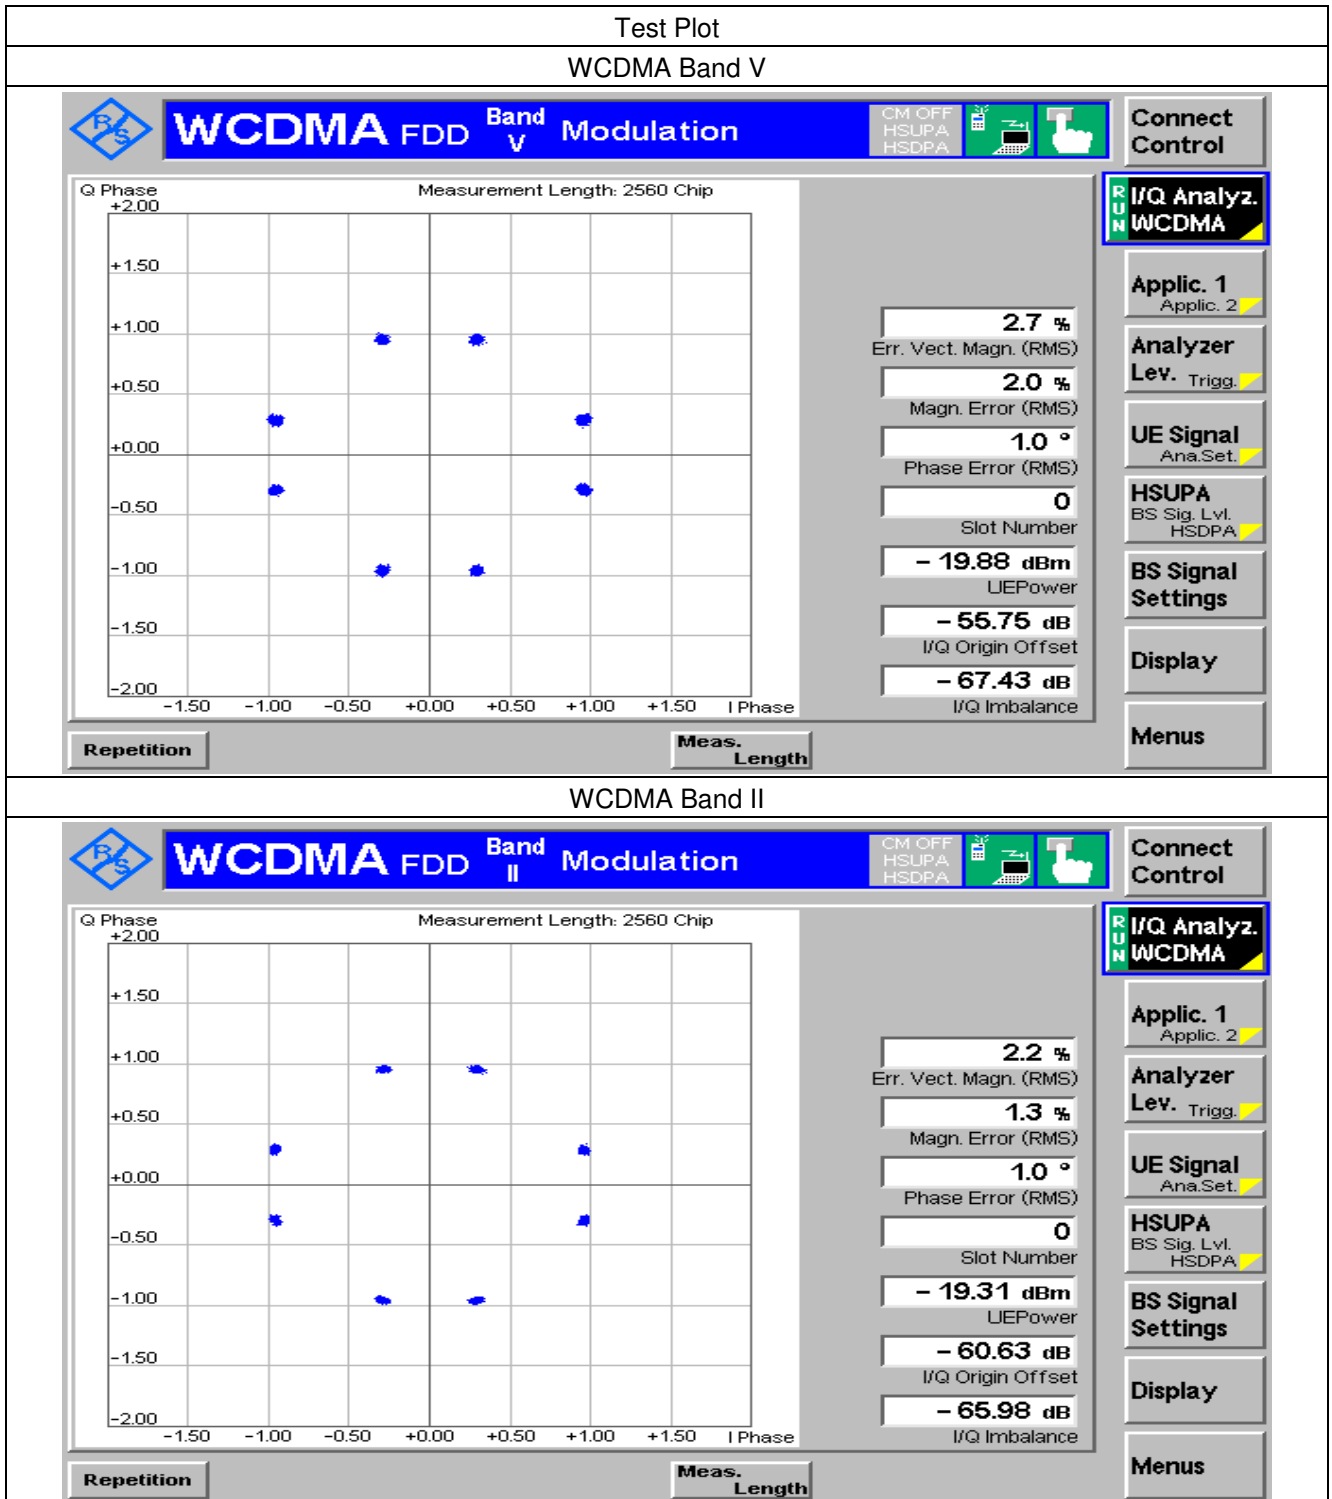 Test Plot
WCDMA Band V
R&S
WCDMA FDD Band V Modulation
CM OFF
HSUPA
HSDPA
Connect
Control
Q Phase
Measurement Length: 2560 Chip
+2.00
+1.50
+1.00
+0.50
+0.00
-0.50
-1.00
-1.50
-2.00
-1.50 -1.00 -0.50 +0.00 +0.50 +1.00 +1.50 I Phase
2.7 %
Err. Vect. Magn. (RMS)
2.0 %
Magn. Error (RMS)
1.0 °
Phase Error (RMS)
0
Slot Number
– 19.88 dBm
UEPower
– 55.75 dB
I/Q Origin Offset
– 67.43 dB
I/Q Imbalance
RUN
I/Q Analyz.
WCDMA
Applic. 1
Applic. 2
Analyzer
Lev. Trigg.
UE Signal
Ana.Set.
HSUPA
BS Sig. Lvl.
HSDPA
BS Signal
Settings
Display
Menus
Repetition
Meas.
Length
WCDMA Band II
R&S
WCDMA FDD Band II Modulation
CM OFF
HSUPA
HSDPA
Connect
Control
Q Phase
Measurement Length: 2560 Chip
+2.00
+1.50
+1.00
+0.50
+0.00
-0.50
-1.00
-1.50
-2.00
-1.50 -1.00 -0.50 +0.00 +0.50 +1.00 +1.50 I Phase
2.2 %
Err. Vect. Magn. (RMS)
1.3 %
Magn. Error (RMS)
1.0 °
Phase Error (RMS)
0
Slot Number
– 19.31 dBm
UEPower
– 60.63 dB
I/Q Origin Offset
– 65.98 dB
I/Q Imbalance
RUN
I/Q Analyz.
WCDMA
Applic. 1
Applic. 2
Analyzer
Lev. Trigg.
UE Signal
Ana.Set.
HSUPA
BS Sig. Lvl.
HSDPA
BS Signal
Settings
Display
Menus
Repetition
Meas.
Length